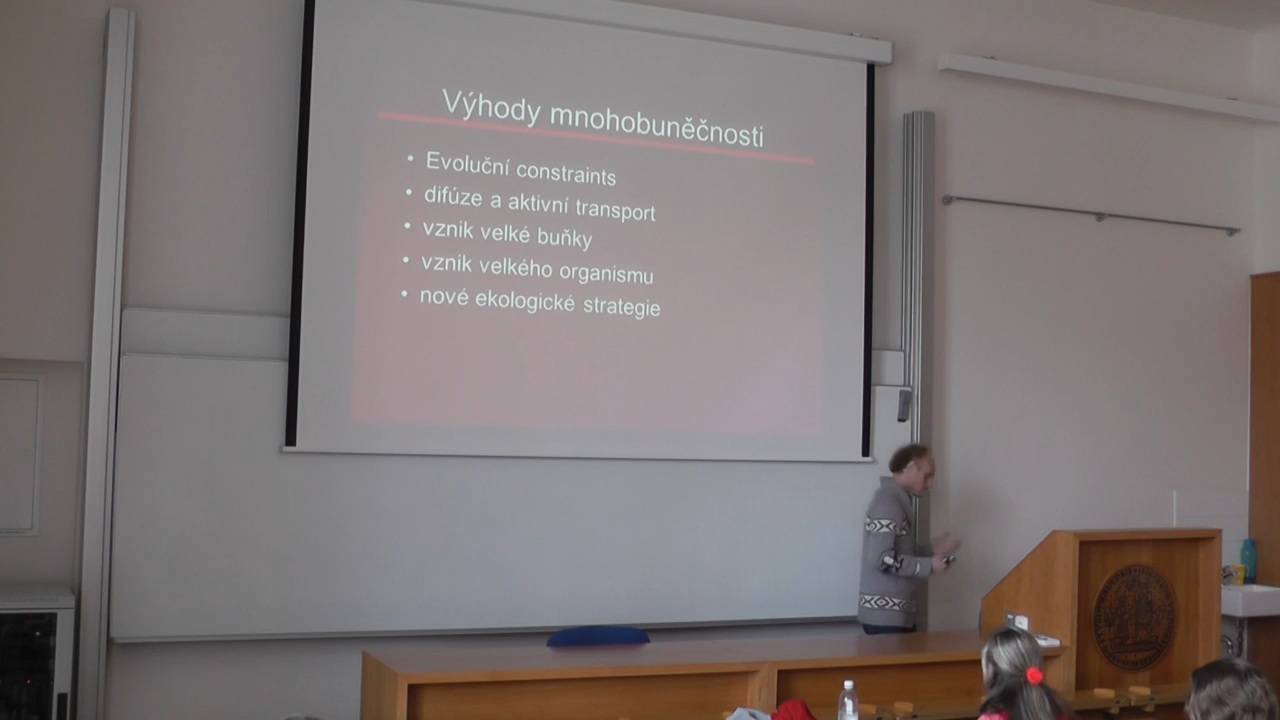 Výhody mnohobuněčnosti
• Evoluční constraints
• difúze a aktivní transport
• vznik velké buňky
• vznik velkého organismu
• nové ekologické strategie